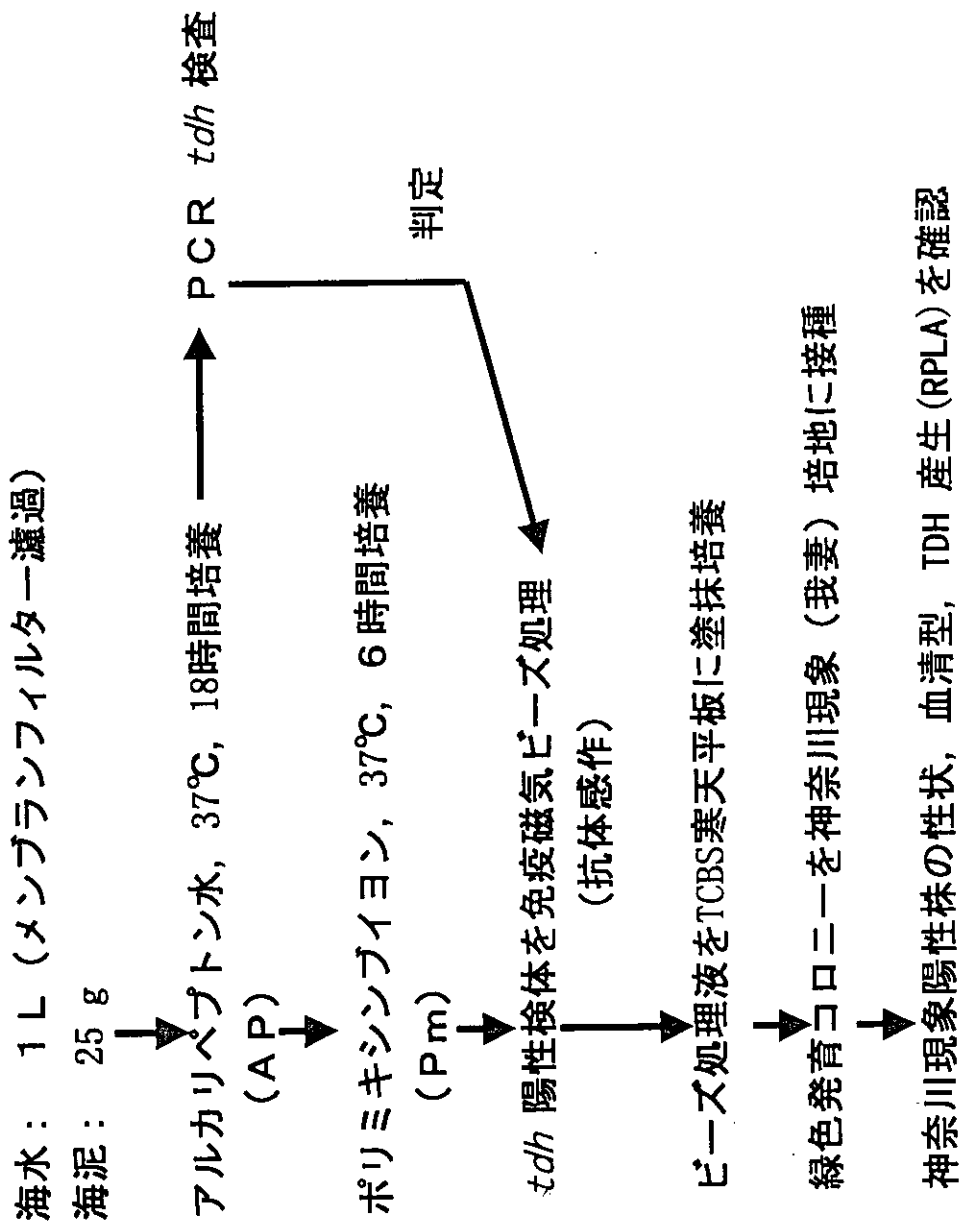 海水： 1L (メンブランフィルター濾過)
海泥： 25 g
アルカリペプトン水, 37℃, 18時間培養
(AP)
PCR tdh 検査
判定
ポリミキシンブイヨン, 37℃, 6時間培養
(Pm)
tdh 陽性検体を免疫磁気ビーズ処理
(抗体感作)
ビーズ処理液をTCBS寒天平板に塗抹培養
緑色発育コロニーを神奈川現象 (我妻) 培地に接種
神奈川現象陽性株の性状, 血清型, TDH 産生(RPLA)を確認